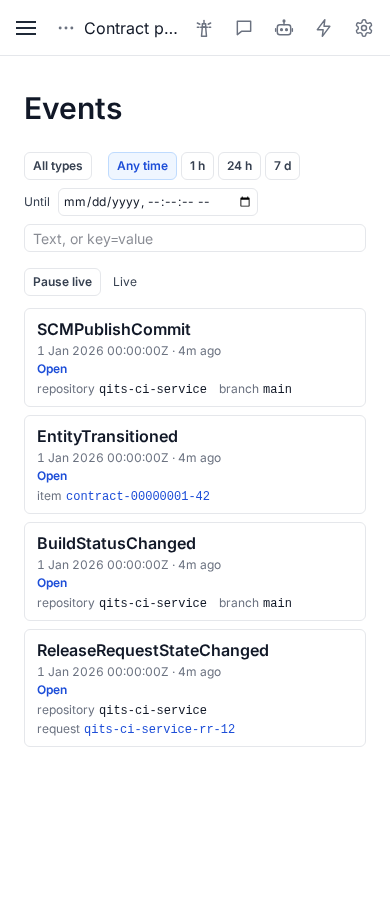 Contract p...
Events
All types Any time 1 h 24 h 7 d
Until mm/dd/yyyy, --:--:-- --
Text, or key=value
Pause live Live
SCMPublishCommit
1 Jan 2026 00:00:00Z · 4m ago
Open
repository qits-ci-service branch main
EntityTransitioned
1 Jan 2026 00:00:00Z · 4m ago
Open
item contract-00000001-42
BuildStatusChanged
1 Jan 2026 00:00:00Z · 4m ago
Open
repository qits-ci-service branch main
ReleaseRequestStateChanged
1 Jan 2026 00:00:00Z · 4m ago
Open
repository qits-ci-service
request qits-ci-service-rr-12